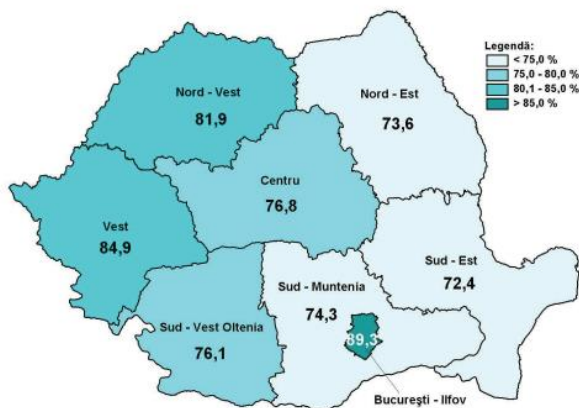 Legendă:
< 75,0 %
75,0 - 80,0 %
80,1 - 85,0 %
> 85,0 %
Nord - Vest
81,9
Nord - Est
73,6
Centru
76,8
Vest
84,9
Sud - Est
72,4
Sud - Muntenia
74,3
Sud - Vest Oltenia
76,1
89,3
Bucureşti - Ilfov